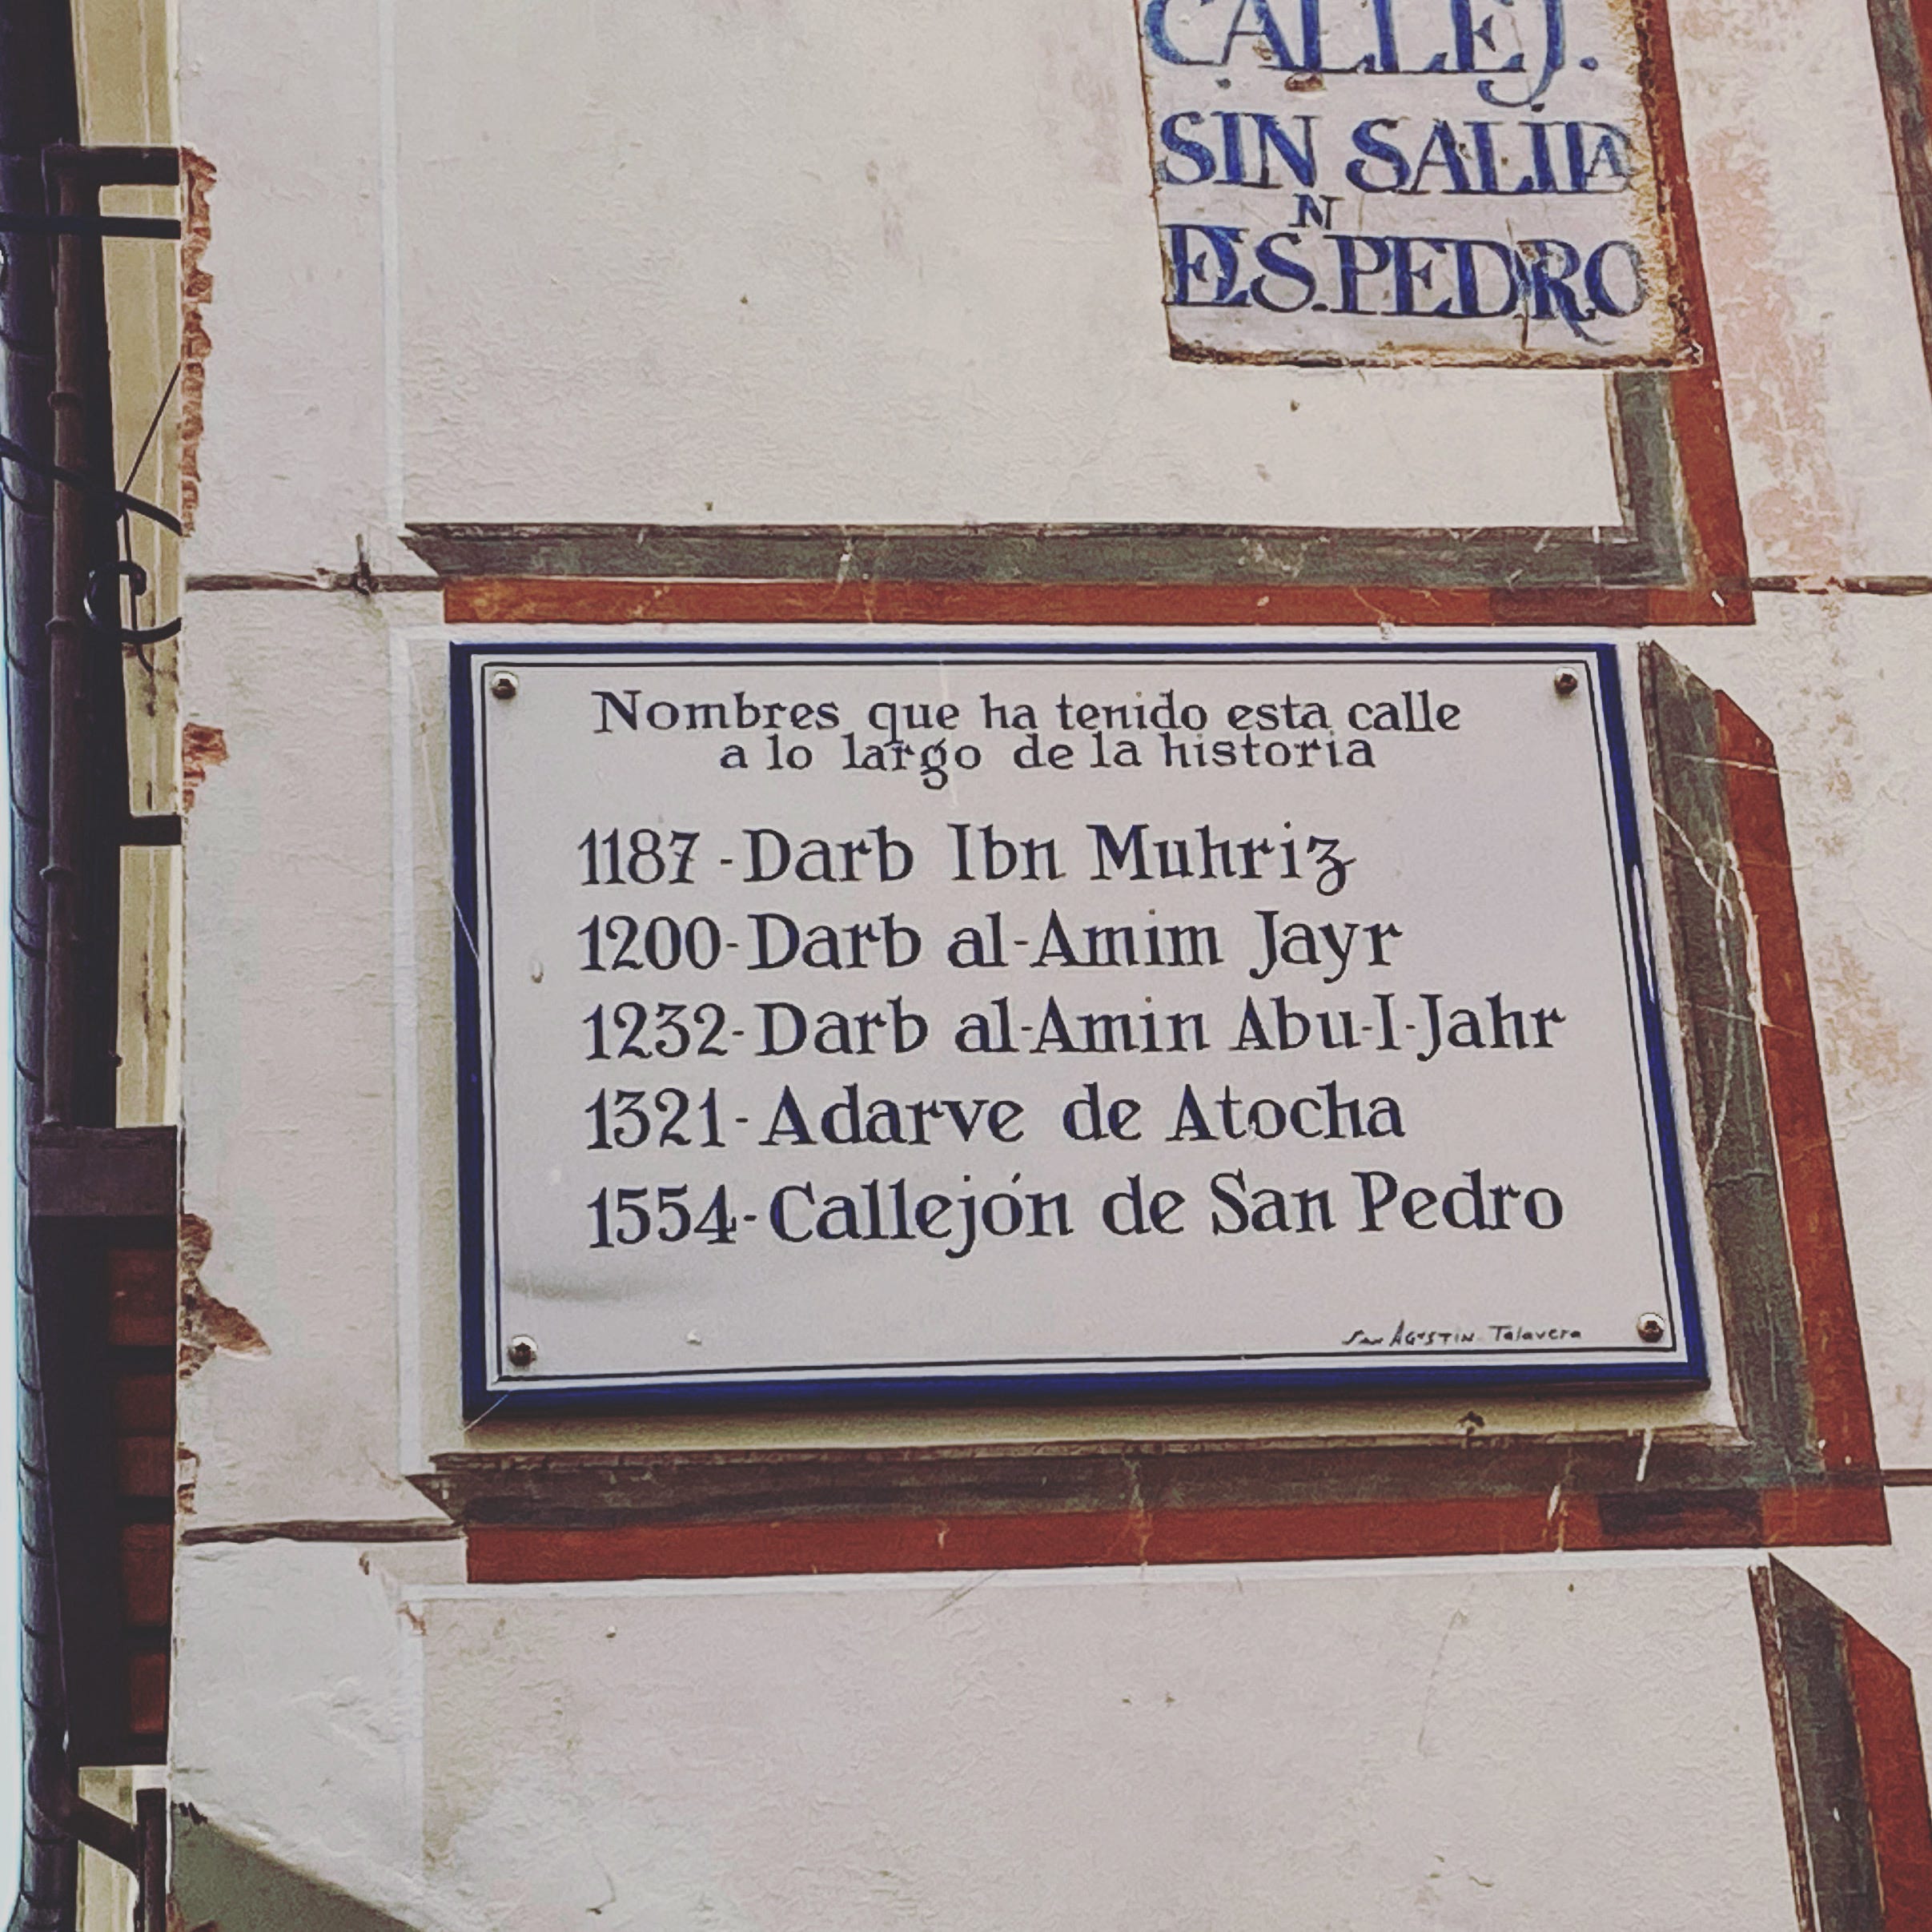 CALLEJ.
SIN SALIDA
N
DE S. PEDRO
Nombres que ha tenido esta calle
a lo largo de la historia
1187-Darb Ibn Muhriz
1200-Darb al-Amim Jayr
1232-Darb al-Amin Abu-I-Jahr
1321-Adarve de Atocha
1554-Callejón de San Pedro
San Agustin Talavera